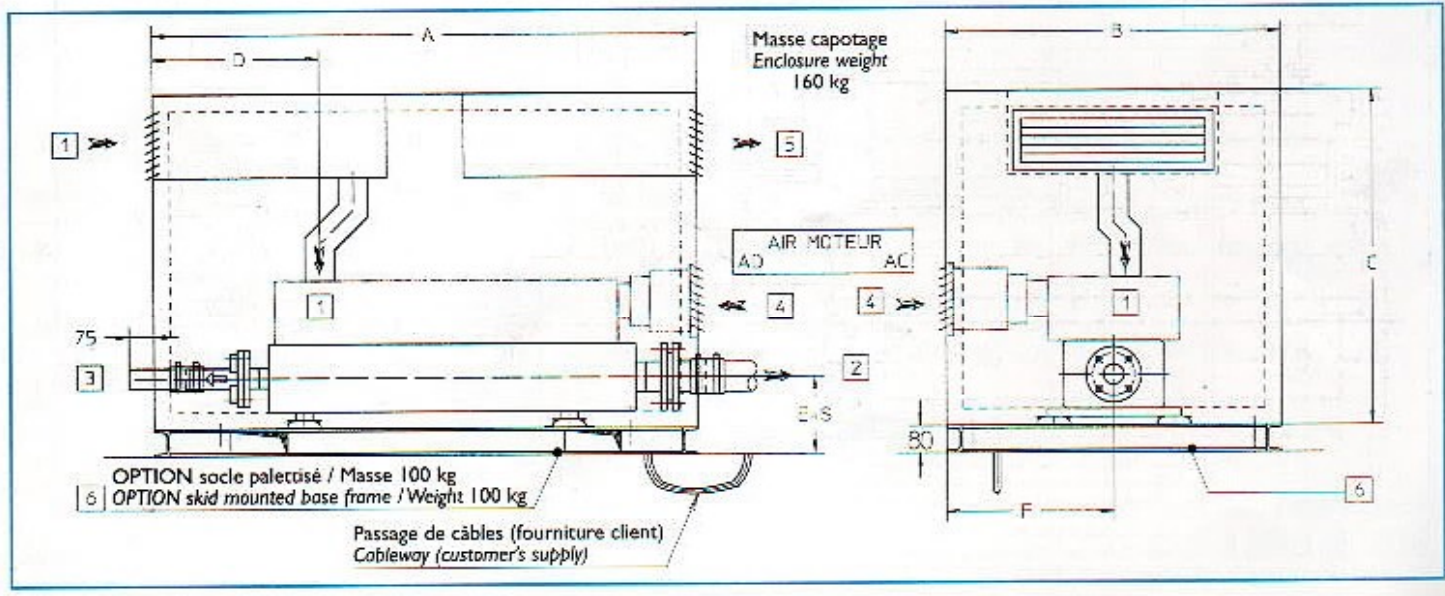 A
D
Masse capotage
Enclosure weight
160 kg
B
1
5
AIR MOTEUR
AC
C
1
4
4
1
75
3
2
80
OPTION socle palettisé / Masse 100 kg
6 OPTION skid mounted base frame / Weight 100 kg
6
F
Passage de câbles (fourniture client)
Cableway (customer's supply)